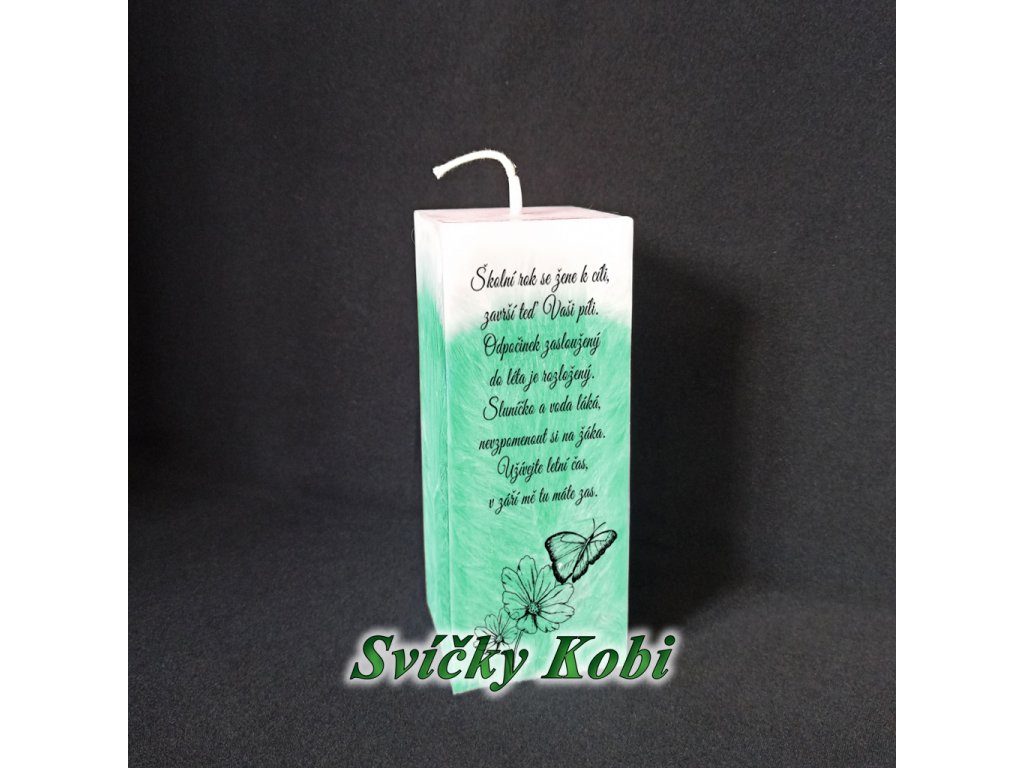 Školní rok se žene k cíli,
završí teď Vaši píli.
Odpočinek zasloužený
do léta je rozložený.
Sluníčko a voda láká,
nevzpomenout si na žáka.
Užívejte letní čas,
v září mě tu máte zas.
Svíčky Kobi